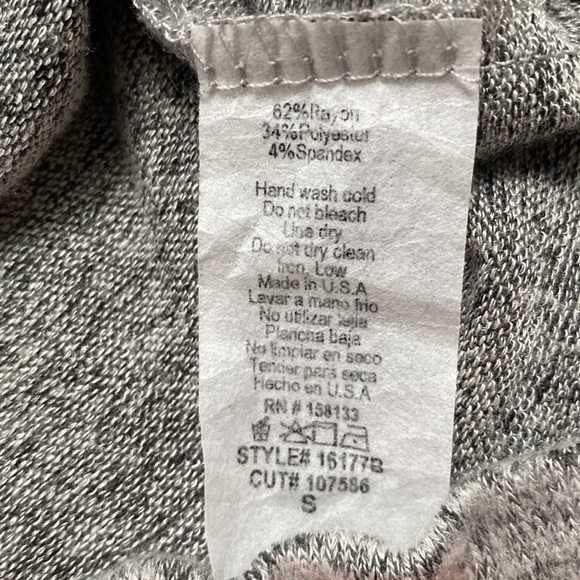 62%Rayon
34%Polyester
4%Spandex
Hand wash cold
Do not bleach
Line dry
Do not dry clean
Iron, Low
Made in U.S.A
Lavar a mano frio
No utilizar lejia
Plancha baja
No limpiar en seco
Tender para seca
Hecho en U.S.A
RN # 158133
STYLE# 16177B
CUT# 107586
S